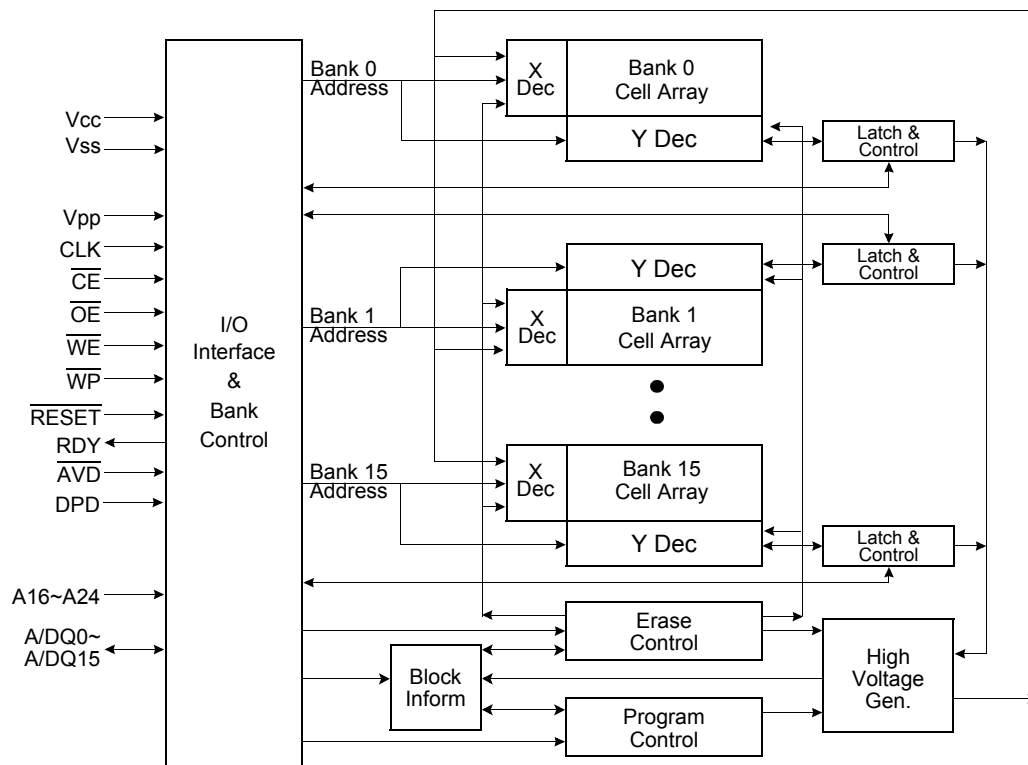 Vcc
Vss
Vpp
CLK
CE
OE
WE
WP
RESET
RDY
AVD
DPD
A16~A24
A/DQ0~
A/DQ15
I/O
Interface
&
Bank
Control
Bank 0
Address
X
Dec
Bank 0
Cell Array
Y Dec
Latch &
Control
Bank 1
Address
Y Dec
X
Dec
Bank 1
Cell Array
Latch &
Control
Bank 15
Address
X
Dec
Bank 15
Cell Array
Y Dec
Latch &
Control
Erase
Control
Block
Inform
Program
Control
High
Voltage
Gen.